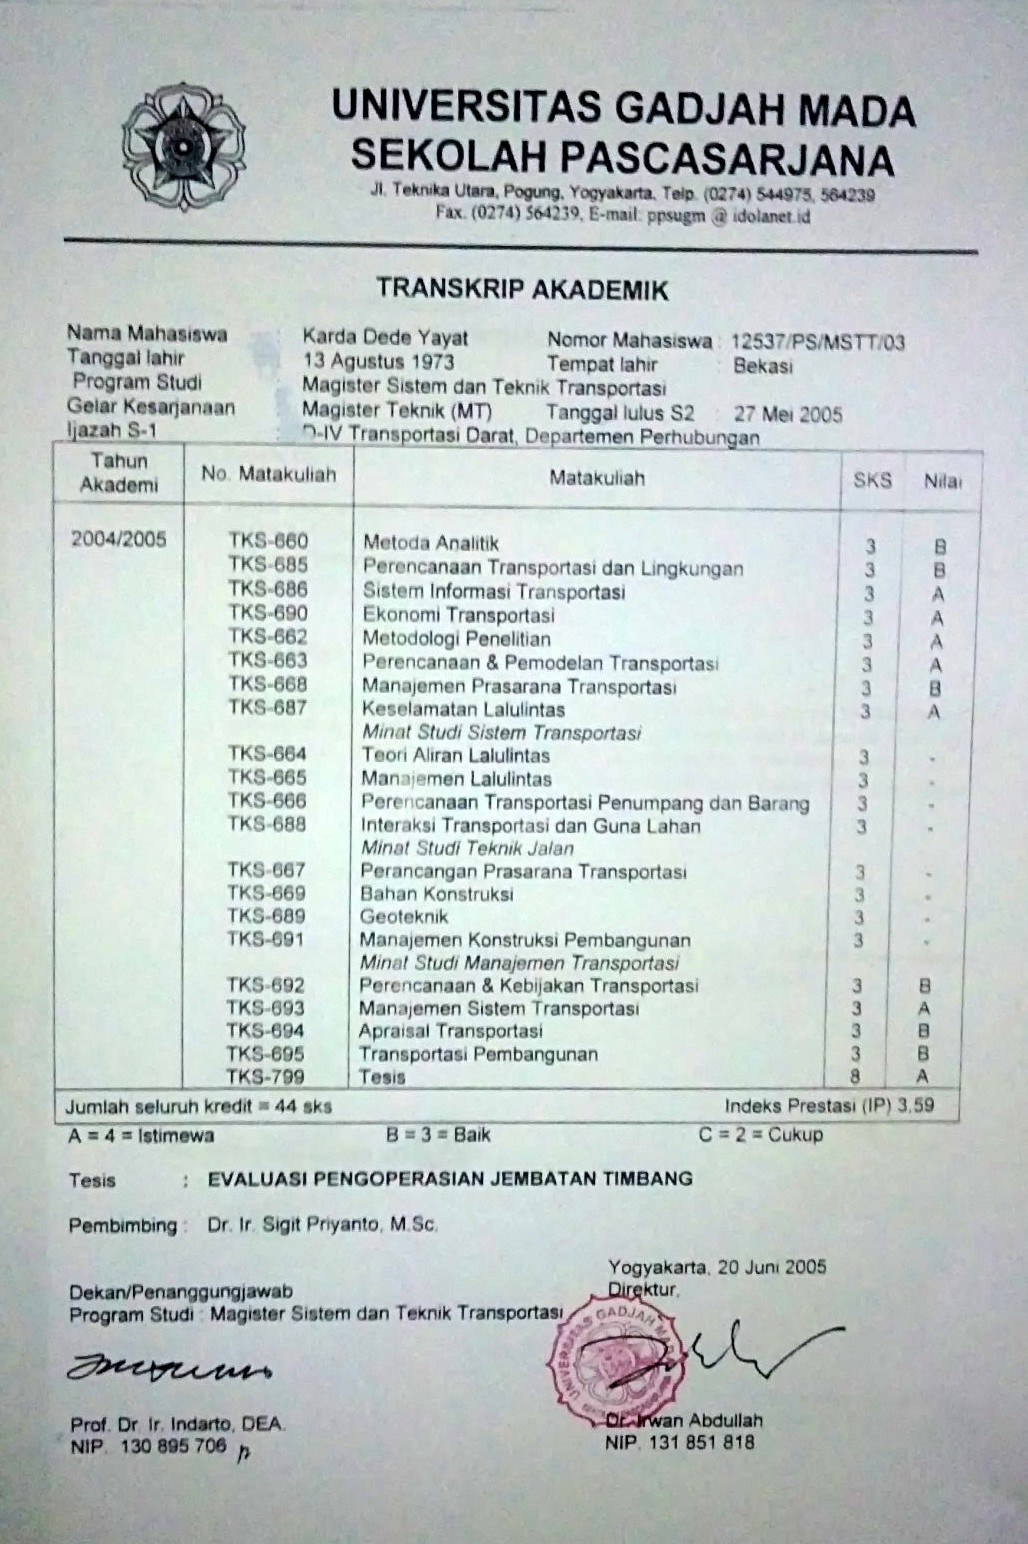 UNIVERSITAS GADJAH MADA
SEKOLAH PASCASARJANA
Jl. Teknika Utara, Pogung, Yogyakarta, Telp. (0274) 544975, 564239
Fax. (0274) 564239, E-mail: ppsugm @ idolanet.id
TRANSKRIP AKADEMIK
Nama Mahasiswa : Karda Dede Yayat Nomor Mahasiswa : 12537/PS/MSTT/03
Tanggal lahir : 13 Agustus 1973 Tempat lahir : Bekasi
Program Studi : Magister Sistem dan Teknik Transportasi
Gelar Kesarjanaan : Magister Teknik (MT) Tanggal lulus S2 : 27 Mei 2005
Ijazah S-1 : D-IV Transportasi Darat, Departemen Perhubungan
Tahun Akademi No. Matakuliah Matakuliah SKS Nilai
2004/2005 TKS-660 Metoda Analitik 3 B
TKS-685 Perencanaan Transportasi dan Lingkungan 3 B
TKS-686 Sistem Informasi Transportasi 3 A
TKS-690 Ekonomi Transportasi 3 A
TKS-662 Metodologi Penelitian 3 A
TKS-663 Perencanaan & Pemodelan Transportasi 3 A
TKS-668 Manajemen Prasarana Transportasi 3 B
TKS-687 Keselamatan Lalulintas 3 A
Minat Studi Sistem Transportasi
TKS-664 Teori Aliran Lalulintas 3 -
TKS-665 Manajemen Lalulintas 3 -
TKS-666 Perencanaan Transportasi Penumpang dan Barang 3 -
TKS-688 Interaksi Transportasi dan Guna Lahan 3 -
Minat Studi Teknik Jalan
TKS-667 Perancangan Prasarana Transportasi 3 -
TKS-669 Bahan Konstruksi 3 -
TKS-689 Geoteknik 3 -
TKS-691 Manajemen Konstruksi Pembangunan 3 -
Minat Studi Manajemen Transportasi
TKS-692 Perencanaan & Kebijakan Transportasi 3 B
TKS-693 Manajemen Sistem Transportasi 3 A
TKS-694 Apraisal Transportasi 3 B
TKS-695 Transportasi Pembangunan 3 B
TKS-799 Tesis 8 A
Jumlah seluruh kredit = 44 sks Indeks Prestasi (IP) 3,59
A = 4 = Istimewa B = 3 = Baik C = 2 = Cukup
Tesis : EVALUASI PENGOPERASIAN JEMBATAN TIMBANG
Pembimbing : Dr. Ir. Sigit Priyanto, M.Sc.
Yogyakarta, 20 Juni 2005
Dekan/Penanggungjawab Direktur,
Program Studi : Magister Sistem dan Teknik Transportasi
UNIVERSITAS GADJAH MADA
Prof. Dr. Ir. Indarto, DEA. Dr. Irwan Abdullah
NIP. 130 895 706 NIP. 131 851 818